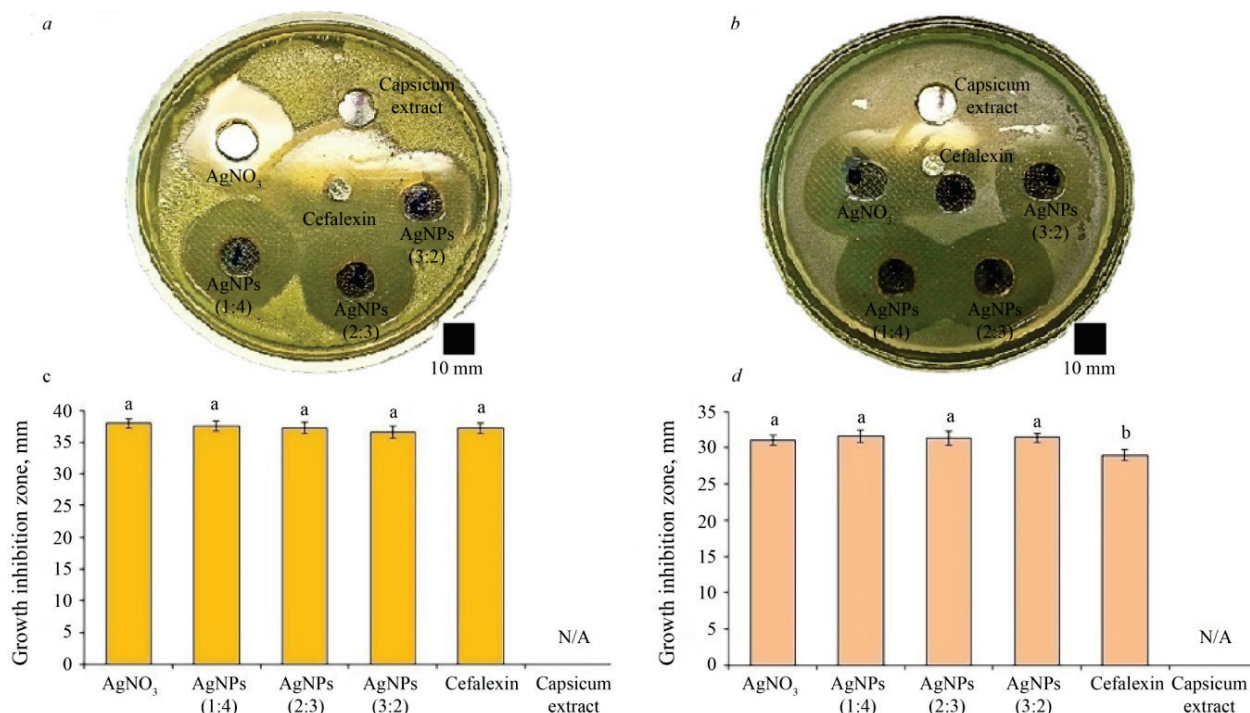 a
Capsicum
extract
AgNO₃
Cefalexin
AgNPs
(3:2)
AgNPs
(1:4)
AgNPs
(2:3)
10 mm
b
Capsicum
extract
Cefalexin
AgNO₃
AgNPs
(3:2)
AgNPs
(1:4)
AgNPs
(2:3)
10 mm
c
Growth inhibition zone, mm
40
35
30
25
20
15
10
5
0
a
a
a
a
a
N/A
AgNO₃
AgNPs
(1:4)
AgNPs
(2:3)
AgNPs
(3:2)
Cefalexin
Capsicum
extract
d
Growth inhibition zone, mm
35
30
25
20
15
10
5
0
a
a
a
a
b
N/A
AgNO₃
AgNPs
(1:4)
AgNPs
(2:3)
AgNPs
(3:2)
Cefalexin
Capsicum
extract